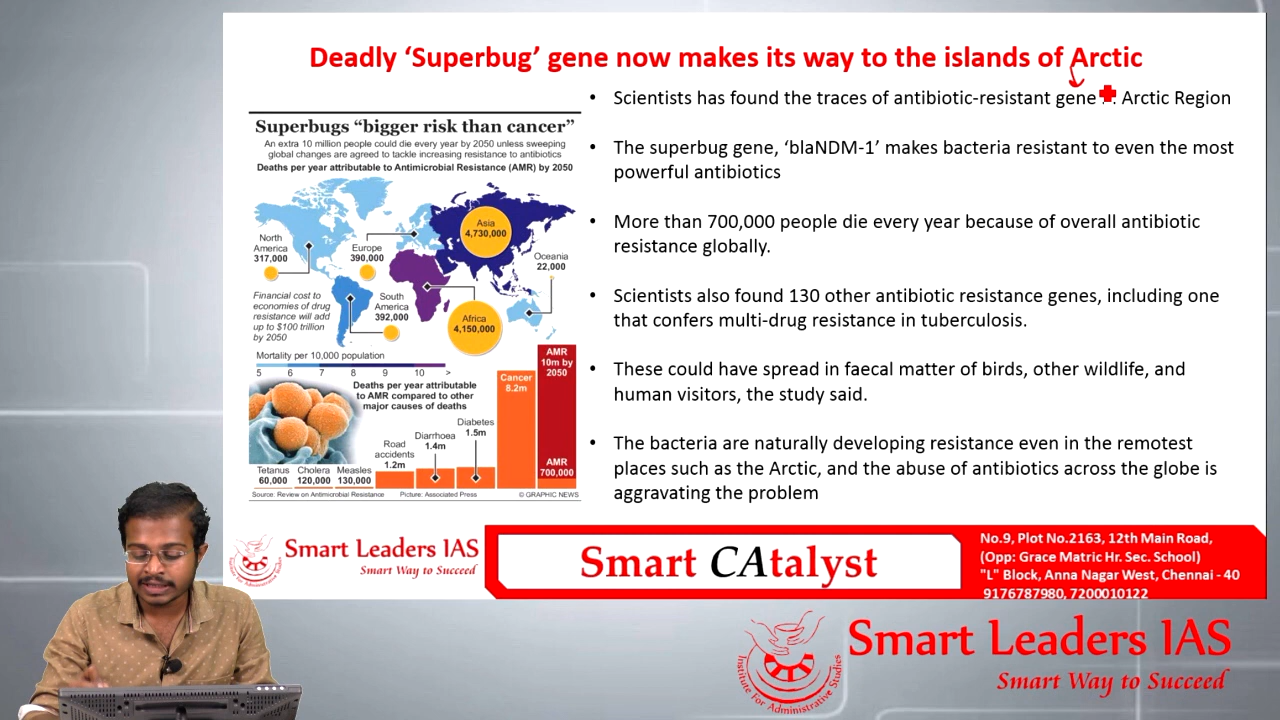 Deadly ‘Superbug’ gene now makes its way to the islands of Arctic
Superbugs “bigger risk than cancer”
An extra 10 million people could die every year by 2050 unless sweeping
global changes are agreed to tackle increasing resistance to antibiotics
Deaths per year attributable to Antimicrobial Resistance (AMR) by 2050
North
America
317,000
Europe
390,000
Asia
4,730,000
Oceania
22,000
South
America
392,000
Africa
4,150,000
Financial cost to
economies of drug
resistance will add
up to $100 trillion
by 2050
Mortality per 10,000 population
5 6 7 8 9 10 >
Deaths per year attributable
to AMR compared to other
major causes of deaths
Tetanus
60,000
Cholera
120,000
Measles
130,000
Road
accidents
1.2m
Diarrhoea
1.4m
Diabetes
1.5m
Cancer
8.2m
AMR
10m by
2050
AMR
700,000
Source: Review on Antimicrobial Resistance Picture: Associated Press © GRAPHIC NEWS
• Scientists has found the traces of antibiotic-resistant gene Arctic Region
• The superbug gene, ‘blaNDM-1’ makes bacteria resistant to even the most
powerful antibiotics
• More than 700,000 people die every year because of overall antibiotic
resistance globally.
• Scientists also found 130 other antibiotic resistance genes, including one
that confers multi-drug resistance in tuberculosis.
• These could have spread in faecal matter of birds, other wildlife, and
human visitors, the study said.
• The bacteria are naturally developing resistance even in the remotest
places such as the Arctic, and the abuse of antibiotics across the globe is
aggravating the problem
Smart Leaders IAS
Smart Way to Succeed
Smart CAtalyst
No.9, Plot No.2163, 12th Main Road,
(Opp: Grace Matric Hr. Sec. School)
"L" Block, Anna Nagar West, Chennai - 40
9176787980, 7200010122
Institute For Administrative Studies
Smart Leaders IAS
Smart Way to Succeed